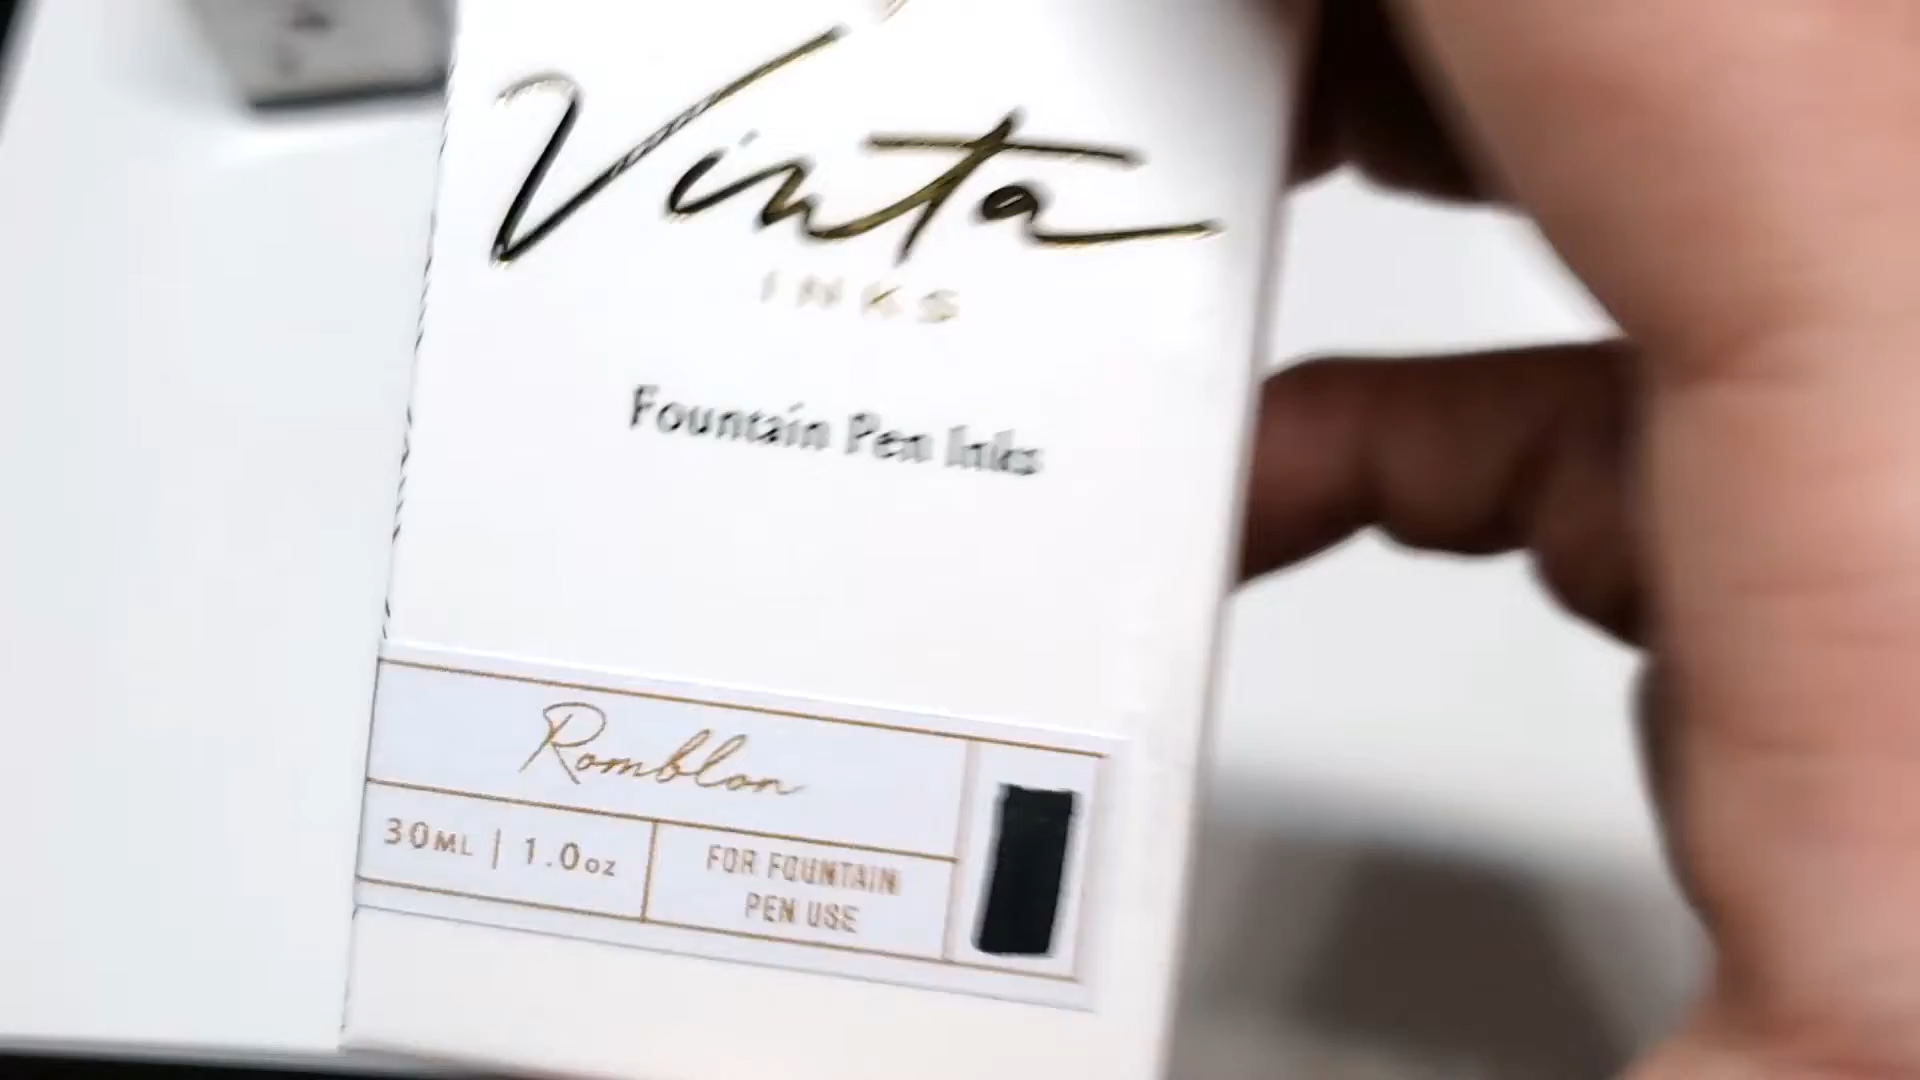 Vinta
INKS
Fountain Pen Inks
Romblon
30ML | 1.0oz
FOR FOUNTAIN
PEN USE